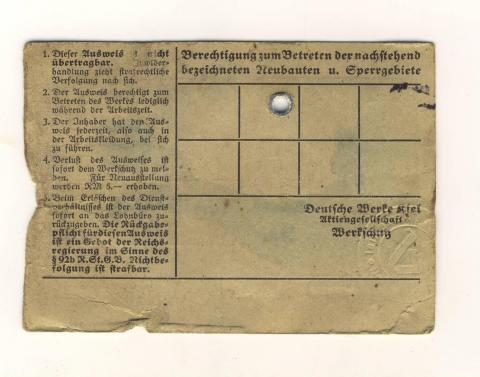 1. Dieser Ausweis ist nicht
übertragbar.
handlung zieht strafrechtliche
Verfolgung nach sich.
2. Der Ausweis berechtigt zum
Betreten des Werkes lediglich
während der Arbeitszeit.
3. Der Inhaber hat den Aus-
weis jederzeit, also auch in
der Arbeitskleidung, bei sich
zu führen.
4. Verlust des Ausweises ist
sofort dem Werkschutz zu mel-
den. Für Neuausstellung
werden RM 5.— erhoben.
5. Beim Erlöschen des Dienst-
verhältnisses ist der Ausweis
sofort an das Lohnbüro zu-
rückzugeben. Die Rückgabe-
pflicht für diesen Ausweis
ist ein Gebot der Reichs-
regierung im Sinne des
§ 92b R.St.G.B. Nichtbe-
folgung ist strafbar.
Berechtigung zum Betreten der nachstehend
bezeichneten Neubauten u. Sperrgebiete
Deutsche Werke Kiel
Aktiengesellschaft
Werkschutz